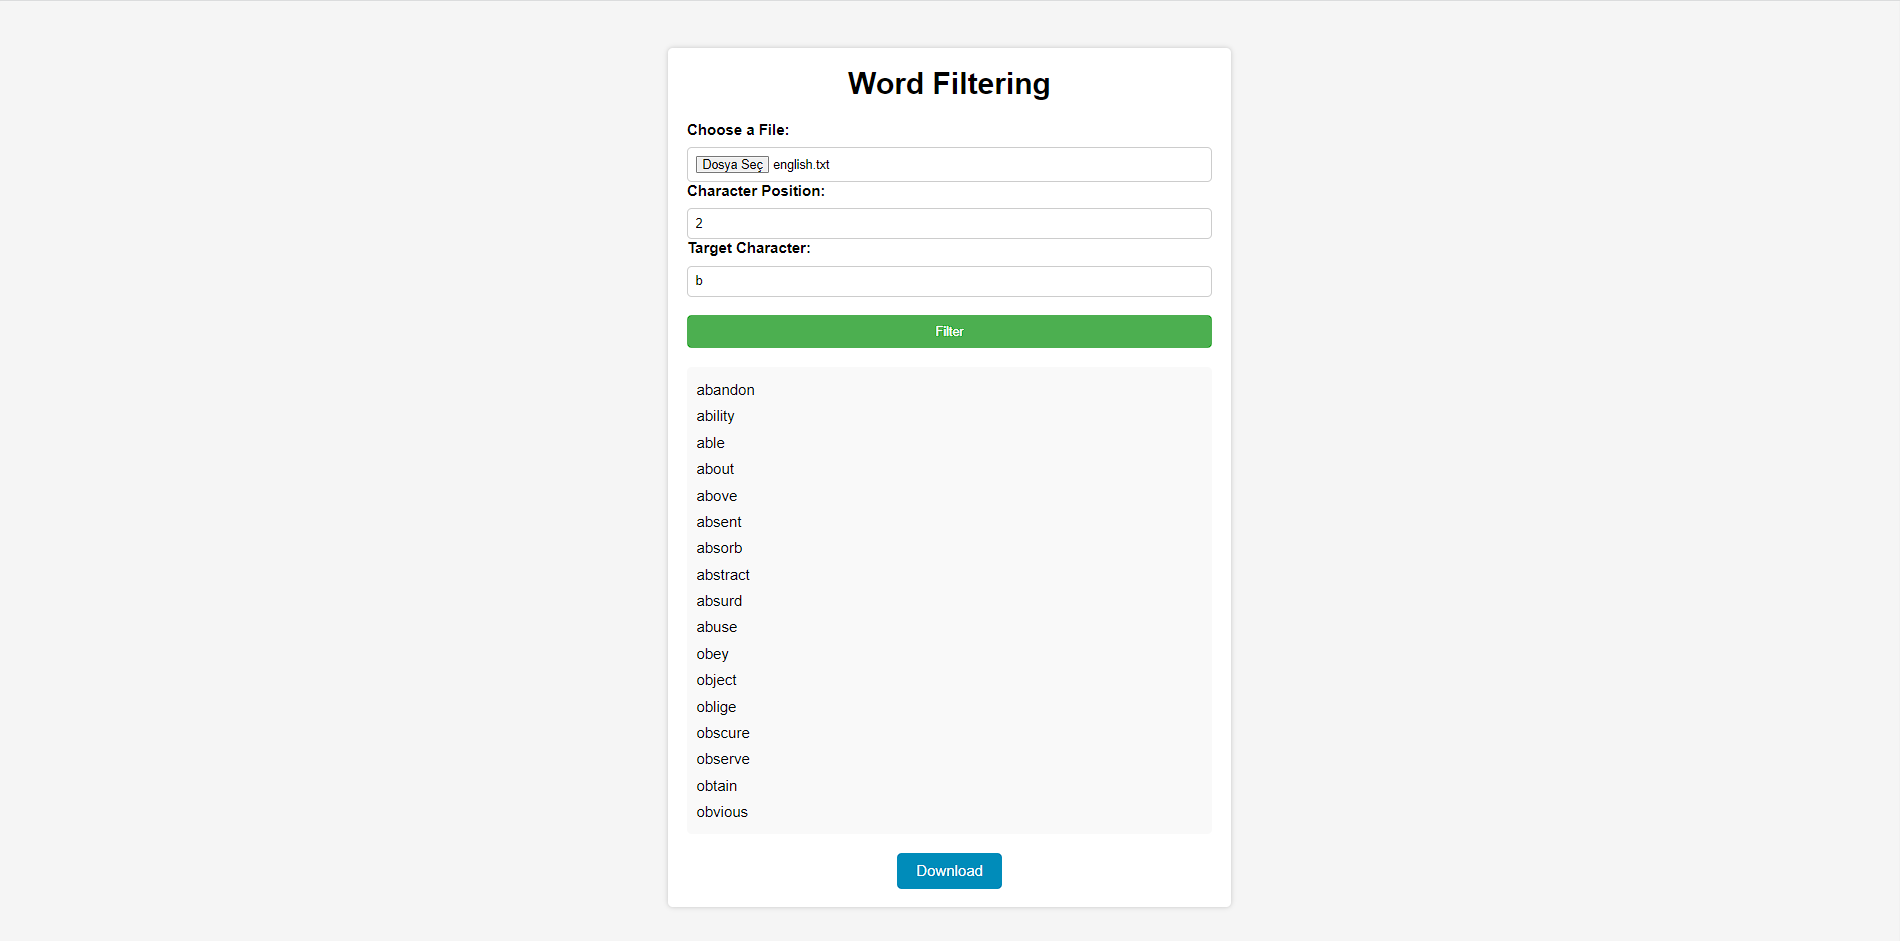 Word Filtering
Choose a File:
Dosya Seç english.txt
Character Position:
2
Target Character:
b
Filter
abandon
ability
able
about
above
absent
absorb
abstract
absurd
abuse
obey
object
oblige
obscure
observe
obtain
obvious
Download